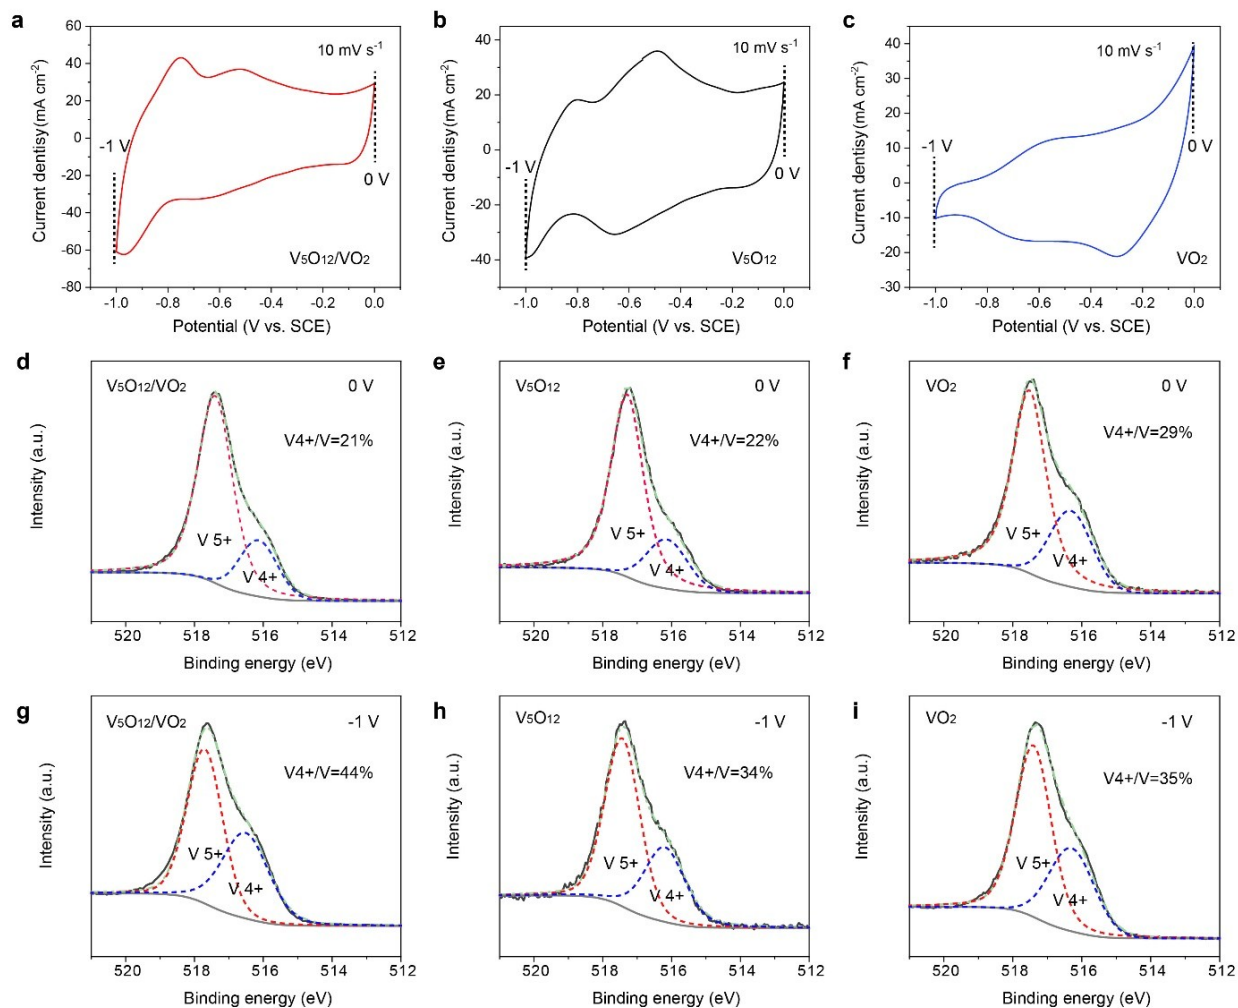 a
60
40
20
0
-20
-40
-60
-80
Current dentisy (mA cm-2)
10 mV s-1
-1 V
0 V
V5O12/VO2
-1.0 -0.8 -0.6 -0.4 -0.2 0.0
Potential (V vs. SCE)
b
40
20
0
-20
-40
Current dentisy (mA cm-2)
10 mV s-1
-1 V
0 V
V5O12
-1.0 -0.8 -0.6 -0.4 -0.2 0.0
Potential (V vs. SCE)
c
40
30
20
10
0
-10
-20
-30
Current dentisy (mA cm-2)
10 mV s-1
-1 V
0 V
VO2
-1.0 -0.8 -0.6 -0.4 -0.2 0.0
Potential (V vs. SCE)
d
V5O12/VO2 0 V
V4+/V=21%
V 5+
V 4+
Intensity (a.u.)
520 518 516 514 512
Binding energy (eV)
e
V5O12 0 V
V4+/V=22%
V 5+
V 4+
Intensity (a.u.)
520 518 516 514 512
Binding energy (eV)
f
VO2 0 V
V4+/V=29%
V 5+
V 4+
Intensity (a.u.)
520 518 516 514 512
Binding energy (eV)
g
V5O12/VO2 -1 V
V4+/V=44%
V 5+
V 4+
Intensity (a.u.)
520 518 516 514 512
Binding energy (eV)
h
V5O12 -1 V
V4+/V=34%
V 5+
V 4+
Intensity (a.u.)
520 518 516 514 512
Binding energy (eV)
i
VO2 -1 V
V4+/V=35%
V 5+
V 4+
Intensity (a.u.)
520 518 516 514 512
Binding energy (eV)